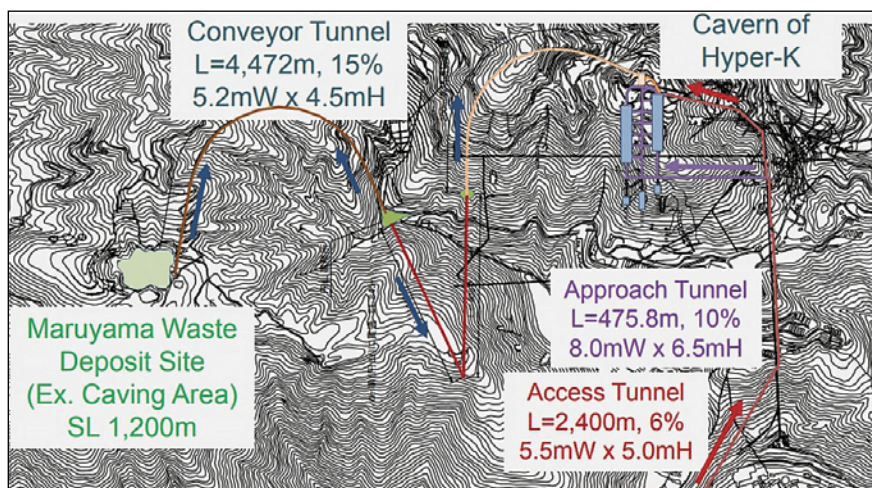 Conveyor Tunnel
L=4,472m, 15%
5.2mW x 4.5mH
Cavern of
Hyper-K
Maruyama Waste
Deposit Site
(Ex. Caving Area)
SL 1,200m
Approach Tunnel
L=475.8m, 10%
8.0mW x 6.5mH
Access Tunnel
L=2,400m, 6%
5.5mW x 5.0mH